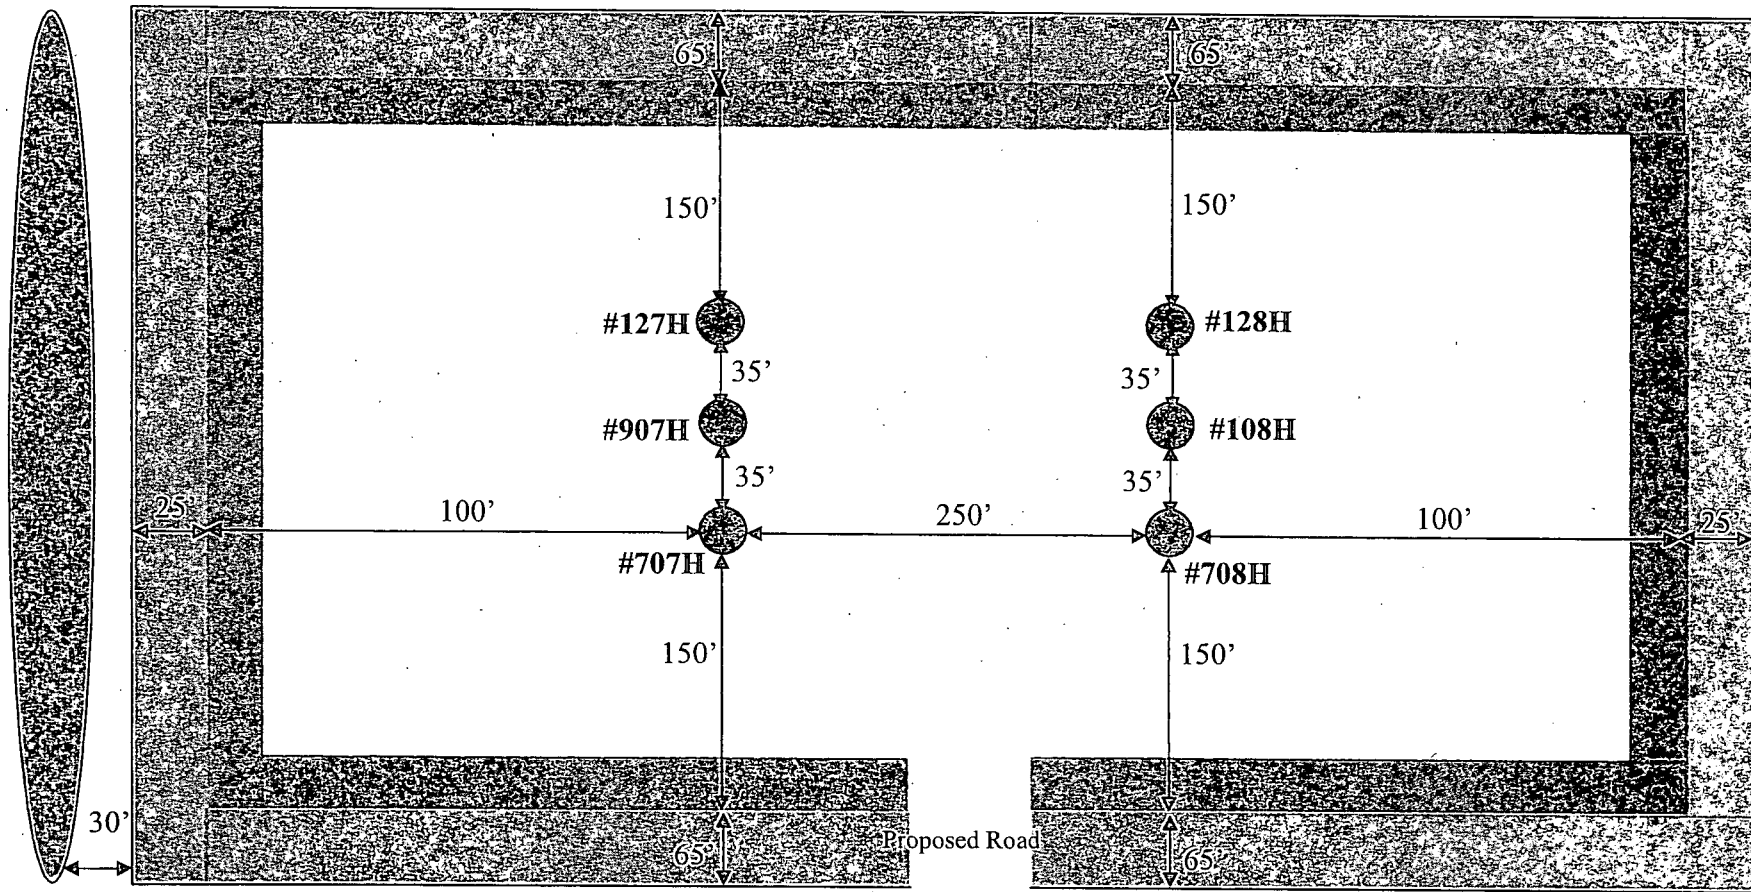 65' 65'
150' 150'
#127H #128H
35' 35'
#907H #108H
35' 35'
25' 100' 250' 100' 25'
#707H #708H
150' 150'
30' Proposed Road
65' 65'